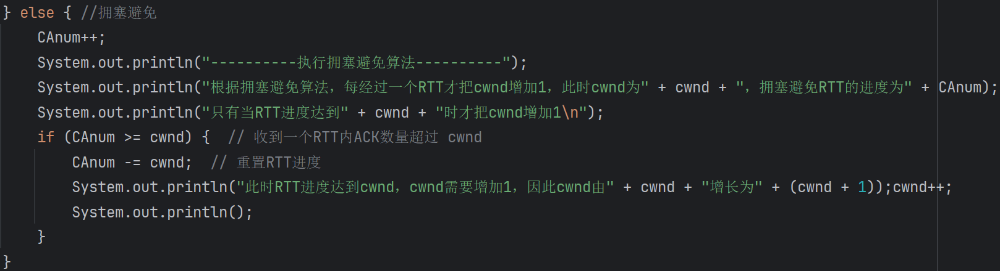 } else { //拥塞避免
    CAnum++;
    System.out.println("----------执行拥塞避免算法----------");
    System.out.println("根据拥塞避免算法，每经过一个RTT才把cwnd增加1，此时cwnd为" + cwnd + "，拥塞避免RTT的进度为" + CAnum);
    System.out.println("只有当RTT进度达到" + cwnd + "时才把cwnd增加1\n");
    if (CAnum >= cwnd) {  // 收到一个RTT内ACK数量超过 cwnd
        CAnum -= cwnd;  // 重置RTT进度
        System.out.println("此时RTT进度达到cwnd，cwnd需要增加1，因此cwnd由" + cwnd + "增长为" + (cwnd + 1));cwnd++;
        System.out.println();
    }
}